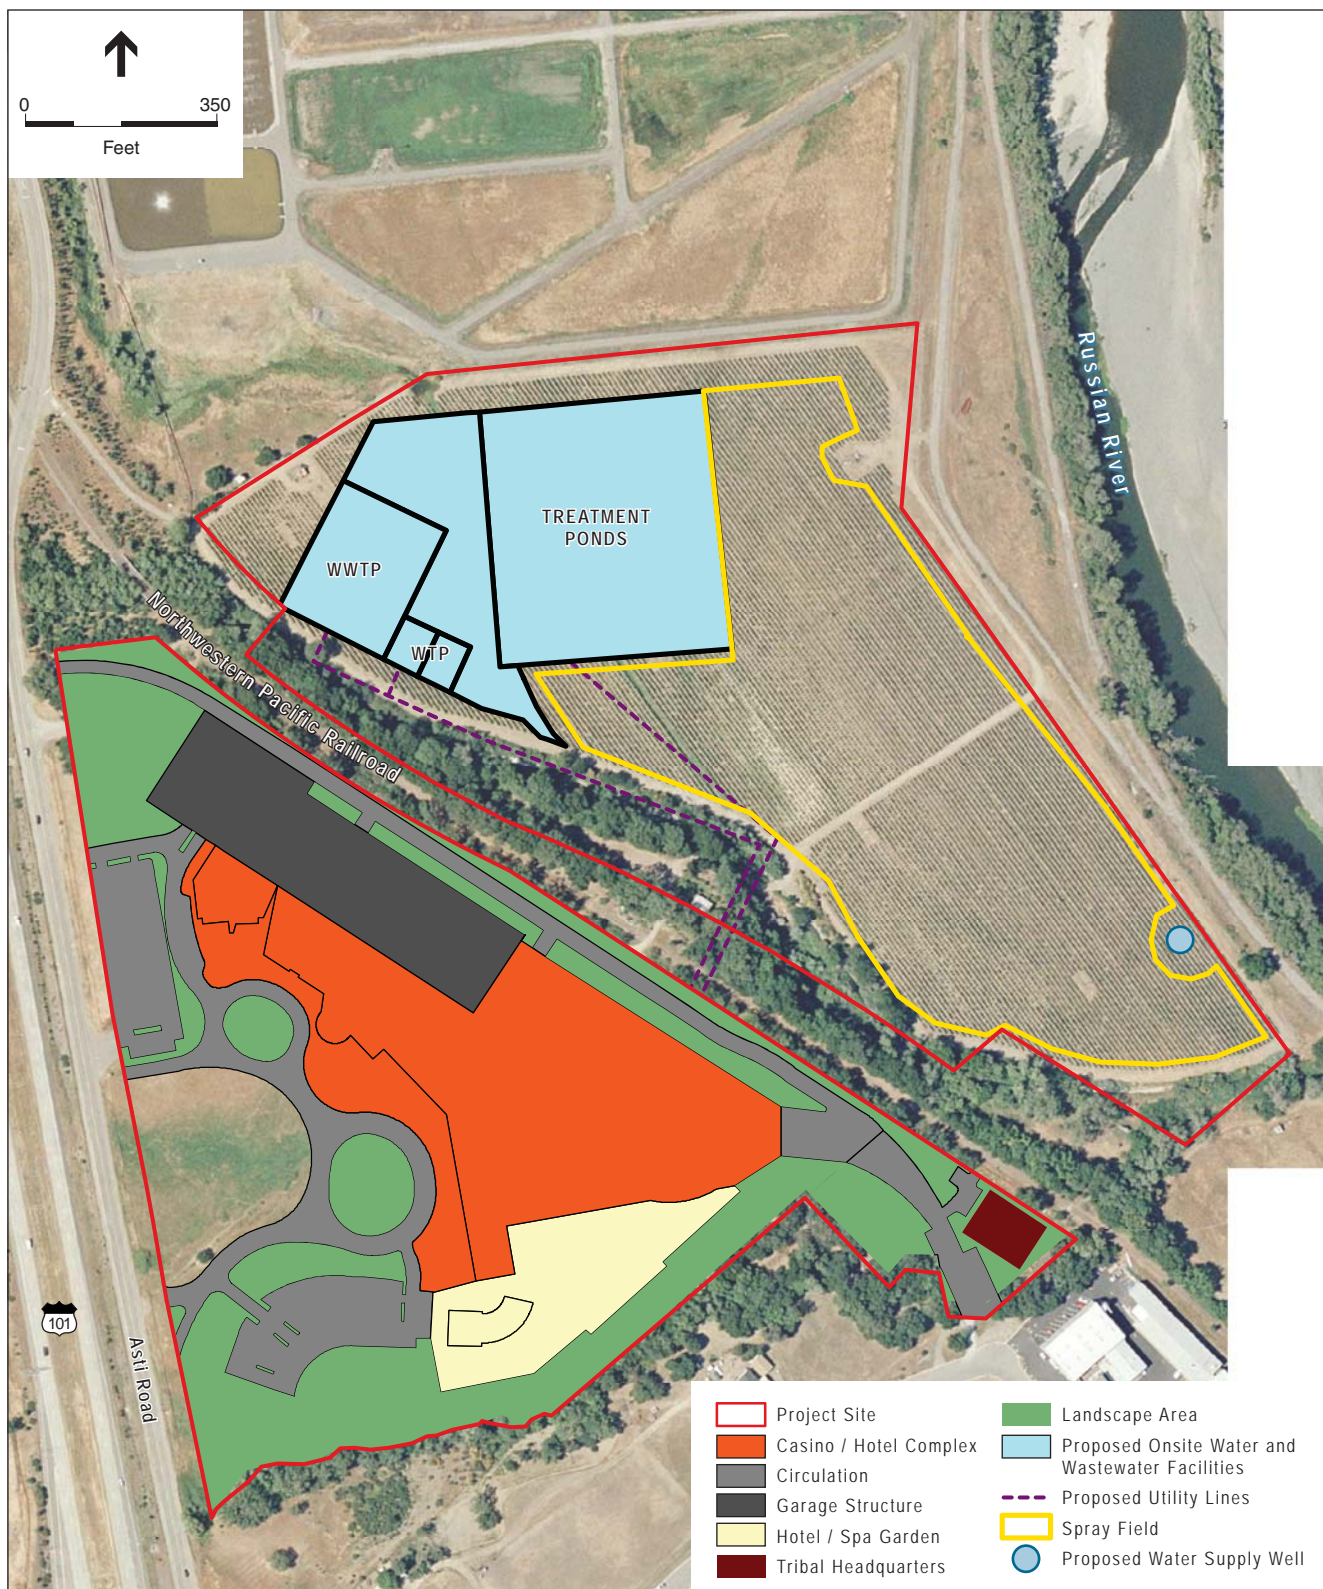 0 350
Feet
Russian River
TREATMENT
PONDS
WWTP
WTP
Northwestern Pacific Railroad
101
Asti Road
Project Site
Casino / Hotel Complex
Circulation
Garage Structure
Hotel / Spa Garden
Tribal Headquarters
Landscape Area
Proposed Onsite Water and
Wastewater Facilities
Proposed Utility Lines
Spray Field
Proposed Water Supply Well